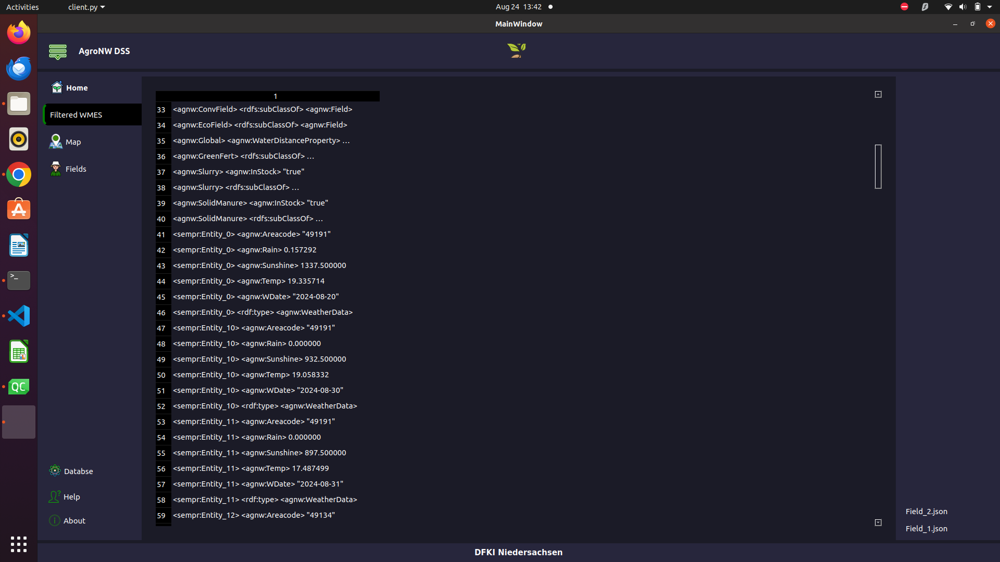 Activities
client.py
Aug 24 13:42
MainWindow
AgroNW DSS
Home
Filtered WMES
Map
Fields
Databse
Help
About
1
33 <agnw:ConvField> <rdfs:subClassOf> <agnw:Field>
34 <agnw:EcoField> <rdfs:subClassOf> <agnw:Field>
35 <agnw:Global> <agnw:WaterDistanceProperty> ...
36 <agnw:GreenFert> <rdfs:subClassOf> ...
37 <agnw:Slurry> <agnw:InStock> "true"
38 <agnw:Slurry> <rdfs:subClassOf> ...
39 <agnw:SolidManure> <agnw:InStock> "true"
40 <agnw:SolidManure> <rdfs:subClassOf> ...
41 <sempr:Entity_0> <agnw:Areacode> "49191"
42 <sempr:Entity_0> <agnw:Rain> 0.157292
43 <sempr:Entity_0> <agnw:Sunshine> 1337.500000
44 <sempr:Entity_0> <agnw:Temp> 19.335714
45 <sempr:Entity_0> <agnw:WDate> "2024-08-20"
46 <sempr:Entity_0> <rdf:type> <agnw:WeatherData>
47 <sempr:Entity_10> <agnw:Areacode> "49191"
48 <sempr:Entity_10> <agnw:Rain> 0.000000
49 <sempr:Entity_10> <agnw:Sunshine> 932.500000
50 <sempr:Entity_10> <agnw:Temp> 19.058332
51 <sempr:Entity_10> <agnw:WDate> "2024-08-30"
52 <sempr:Entity_10> <rdf:type> <agnw:WeatherData>
53 <sempr:Entity_11> <agnw:Areacode> "49191"
54 <sempr:Entity_11> <agnw:Rain> 0.000000
55 <sempr:Entity_11> <agnw:Sunshine> 897.500000
56 <sempr:Entity_11> <agnw:Temp> 17.487499
57 <sempr:Entity_11> <agnw:WDate> "2024-08-31"
58 <sempr:Entity_11> <rdf:type> <agnw:WeatherData>
59 <sempr:Entity_12> <agnw:Areacode> "49134"
Field_2.json
Field_1.json
DFKI Niedersachsen
QC